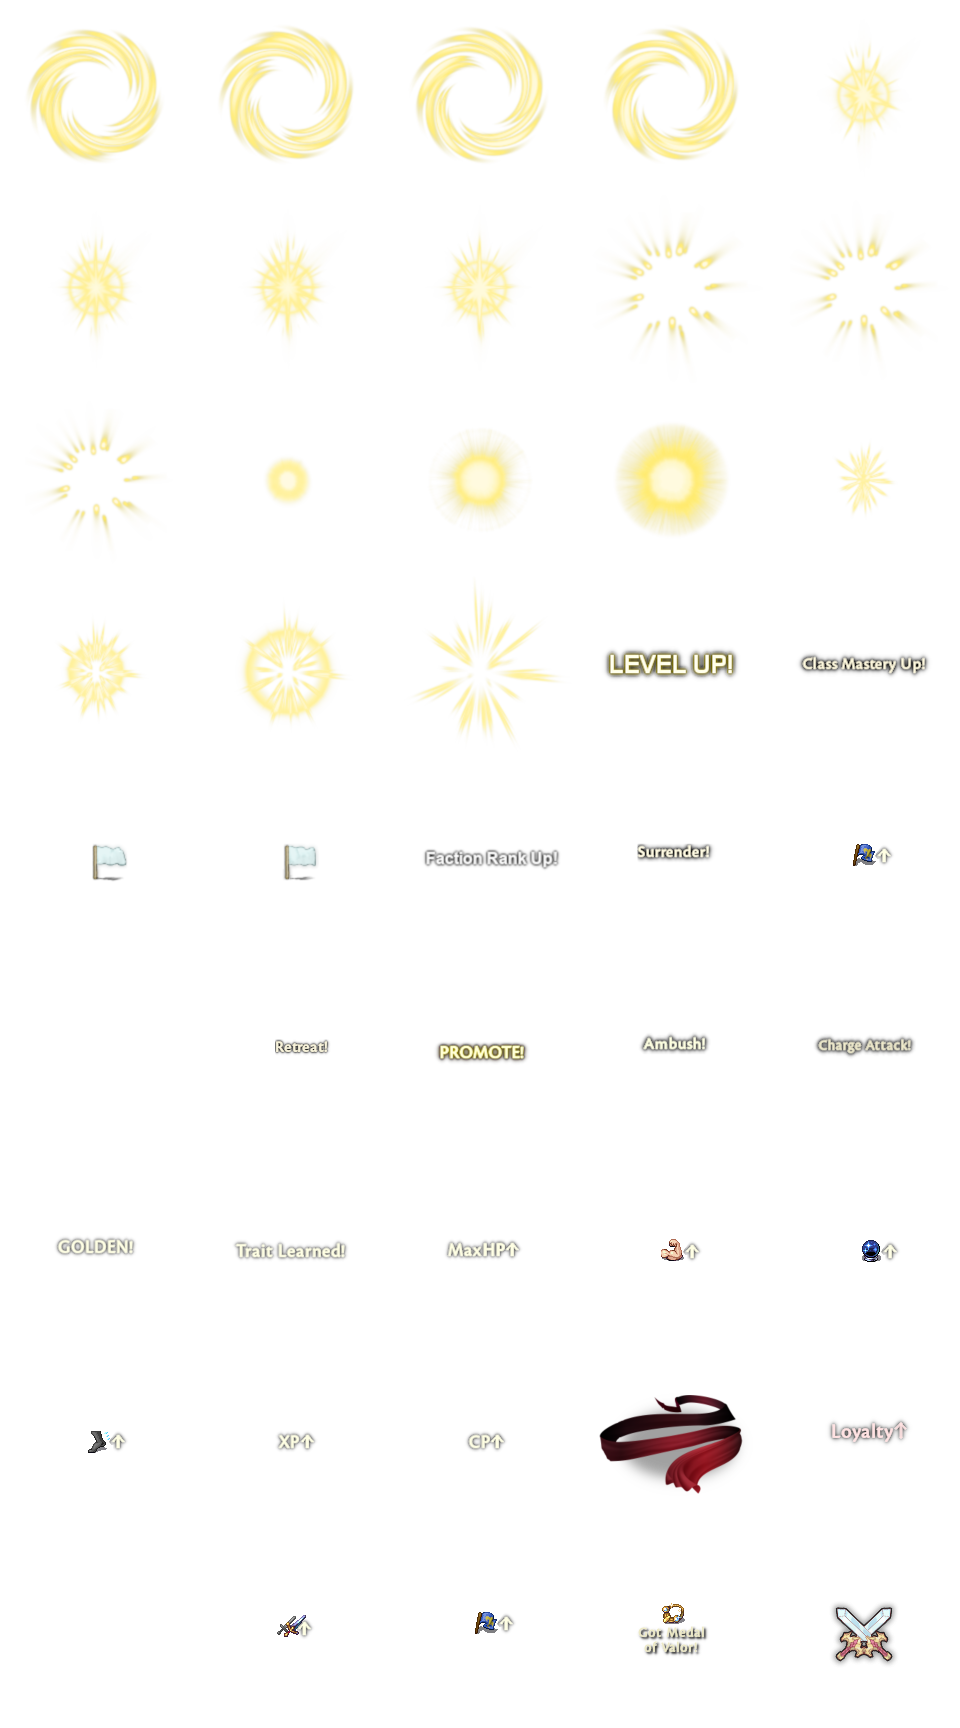 LEVEL UP!
Class Mastery Up!
Faction Rank Up!
Surrender!
Retreat!
PROMOTE!
Ambush!
Charge Attack!
GOLDEN!
Trait Learned!
MaxHP↑
XP↑
CP↑
Loyalty↑
Got Medal
of Valor!